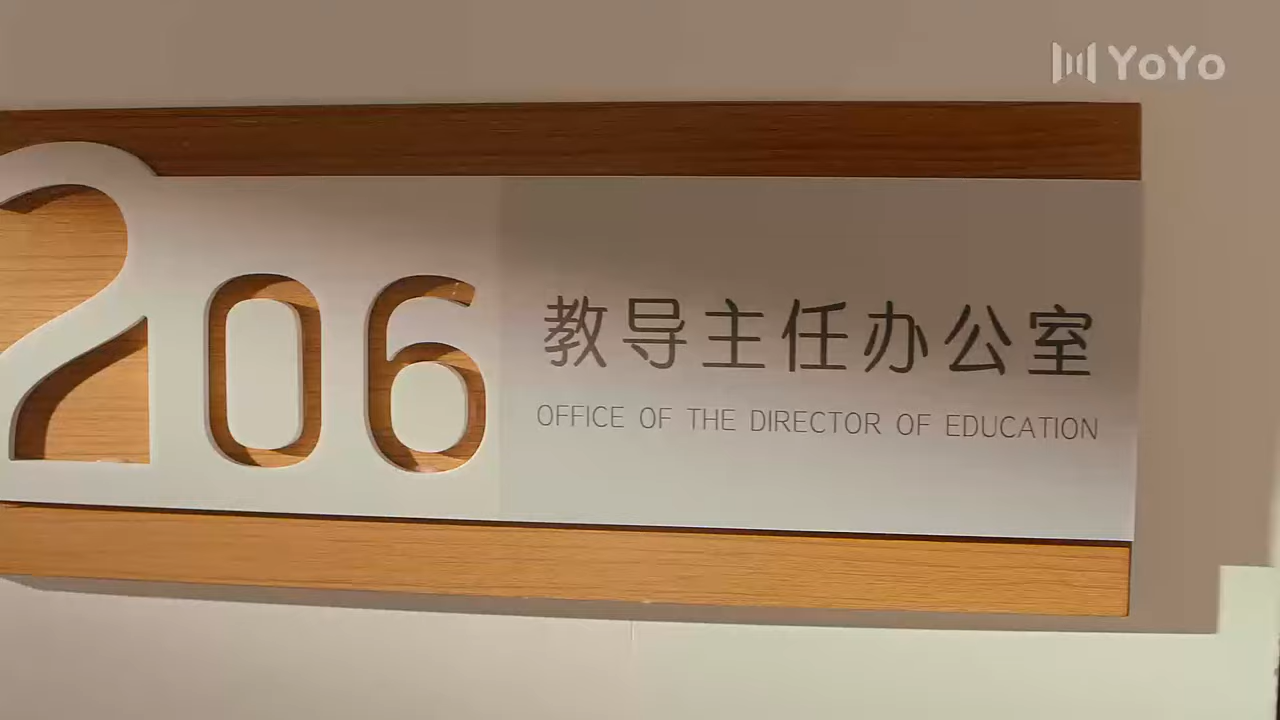 YoYo
206
教导主任办公室
OFFICE OF THE DIRECTOR OF EDUCATION